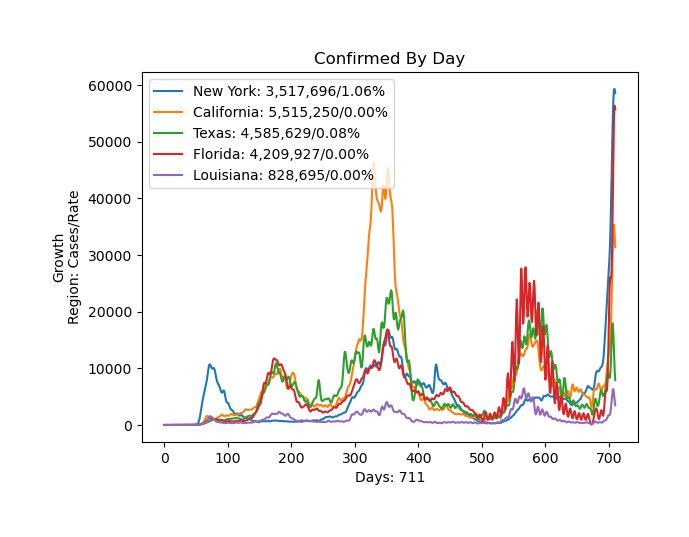 Confirmed By Day
60000
50000
40000
30000
20000
10000
0
Growth
Region: Cases/Rate
New York: 3,517,696/1.06%
California: 5,515,250/0.00%
Texas: 4,585,629/0.08%
Florida: 4,209,927/0.00%
Louisiana: 828,695/0.00%
0 100 200 300 400 500 600 700
Days: 711